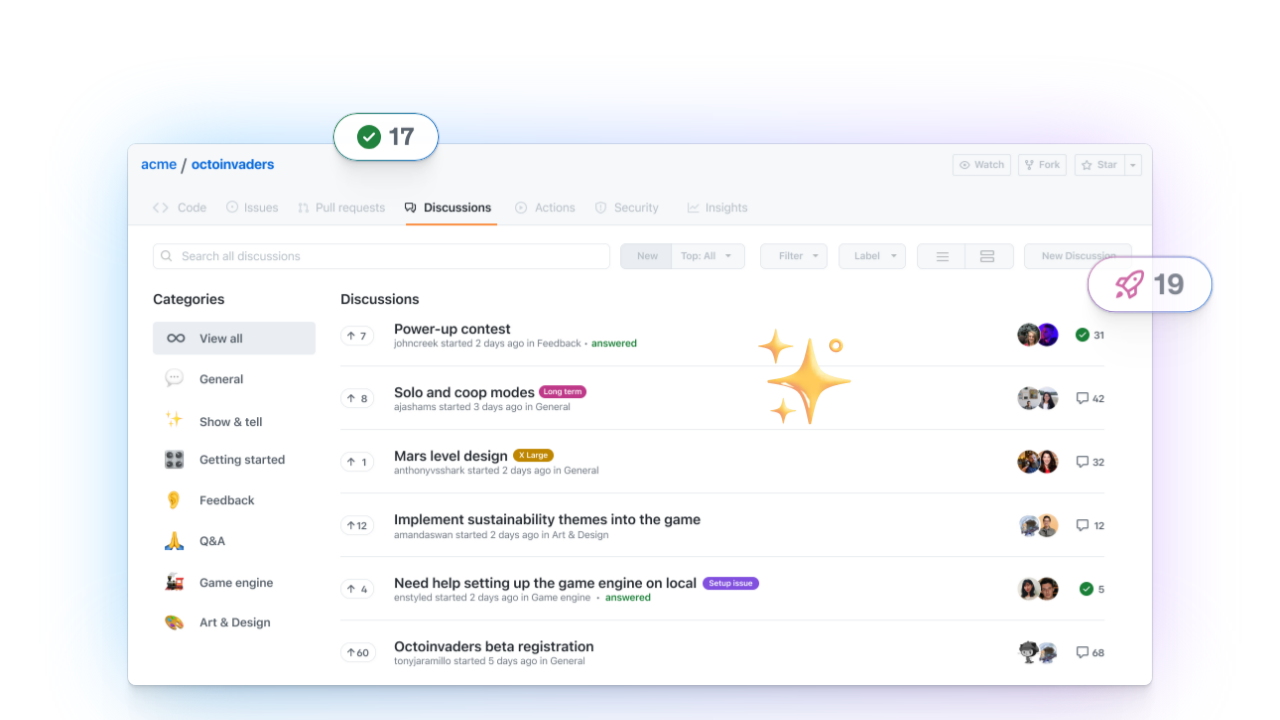 17
acme / octoinvaders
Watch Fork Star
Code Issues Pull requests Discussions Actions Security Insights
Search all discussions New Top: All Filter Label New Discussion
19
Categories
View all
General
Show & tell
Getting started
Feedback
Q&A
Game engine
Art & Design
Discussions
7 Power-up contest 31
johncreek started 2 days ago in Feedback • answered
8 Solo and coop modes Long term 42
ajashams started 3 days ago in General
1 Mars level design X Large 32
anthonyvsshark started 2 days ago in General
12 Implement sustainability themes into the game 12
amandaswan started 2 days ago in Art & Design
4 Need help setting up the game engine on local Setup issue 5
enstyled started 2 days ago in Game engine • answered
60 Octoinvaders beta registration 68
tonyjaramillo started 5 days ago in General